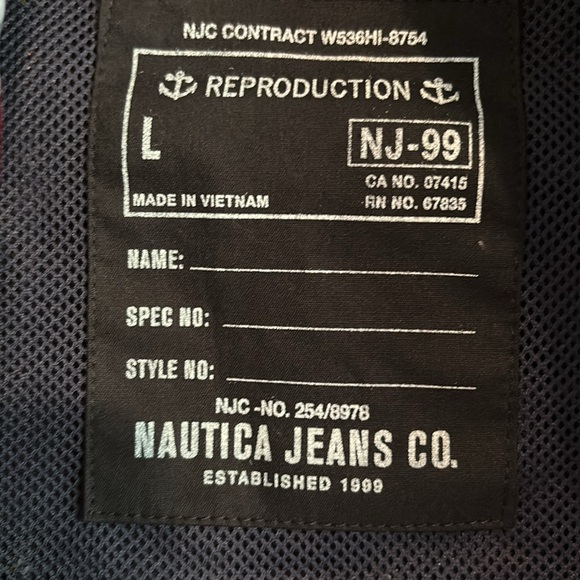 NJC CONTRACT W536HI-8754
REPRODUCTION
L
NJ-99
CA NO. 07415
MADE IN VIETNAM
RN NO. 67835
NAME:
SPEC NO:
STYLE NO:
NJC-NO. 254/8978
NAUTICA JEANS CO.
ESTABLISHED 1999